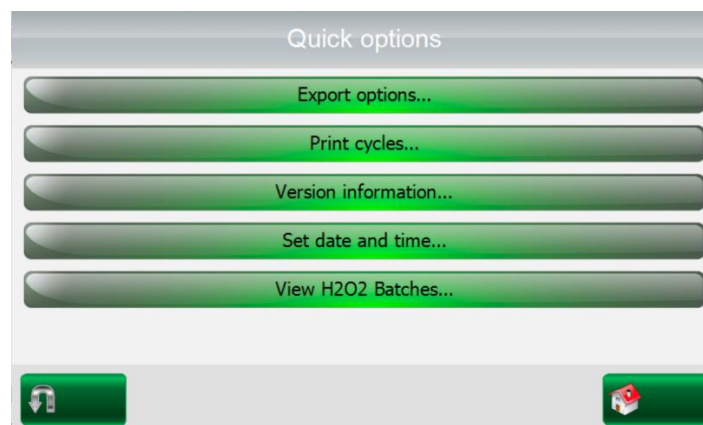 Quick options
Export options...
Print cycles...
Version information...
Set date and time...
View H2O2 Batches...